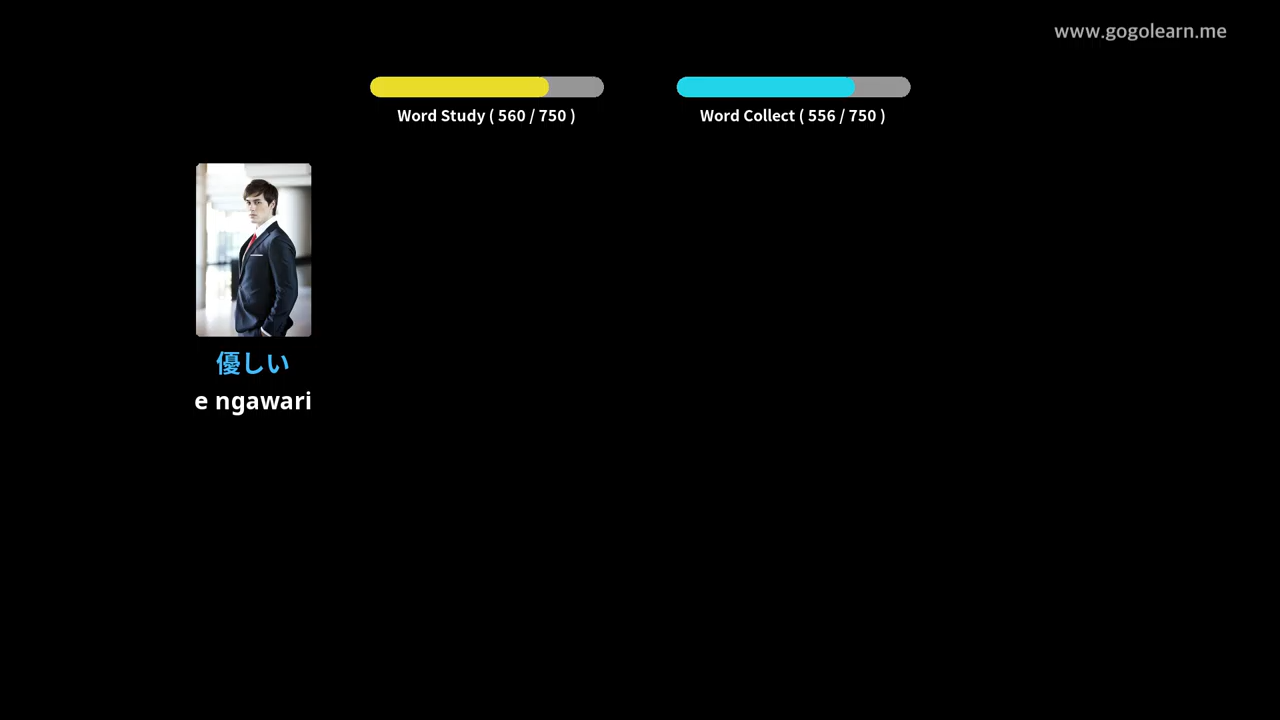 www.gogolearn.me
Word Study ( 560 / 750 )
Word Collect ( 556 / 750 )
優しい
e ngawari